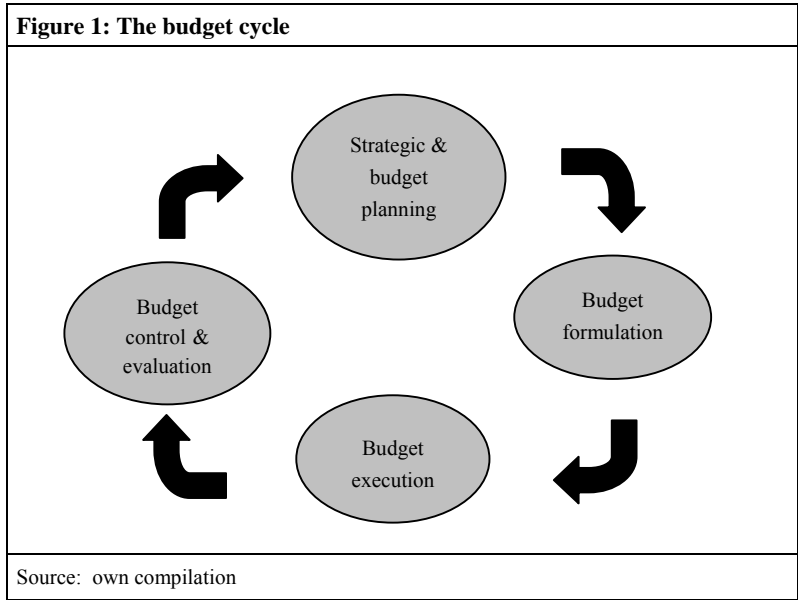 Figure 1: The budget cycle
Strategic &
budget
planning
Budget
formulation
Budget
execution
Budget
control &
evaluation
Source: own compilation